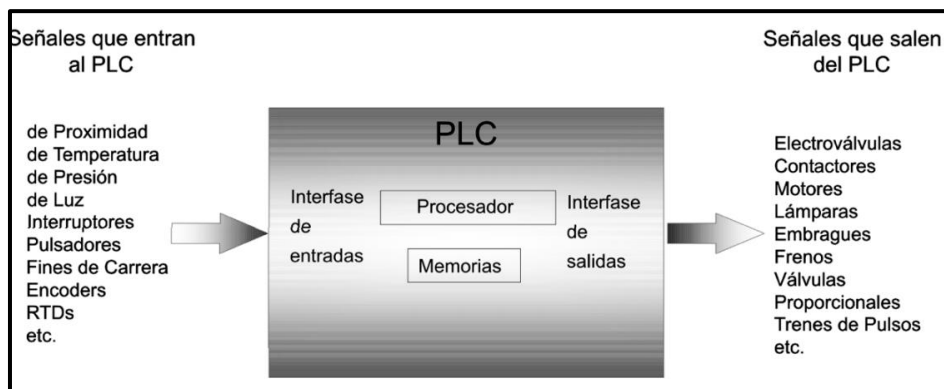 Señales que entran
al PLC
de Proximidad
de Temperatura
de Presión
de Luz
Interruptores
Pulsadores
Fines de Carrera
Encoders
RTDs
etc.
PLC
Interfase
de
entradas
Procesador
Memorias
Interfase
de
salidas
Señales que salen
del PLC
Electroválvulas
Contactores
Motores
Lámparas
Embragues
Frenos
Válvulas
Proporcionales
Trenes de Pulsos
etc.